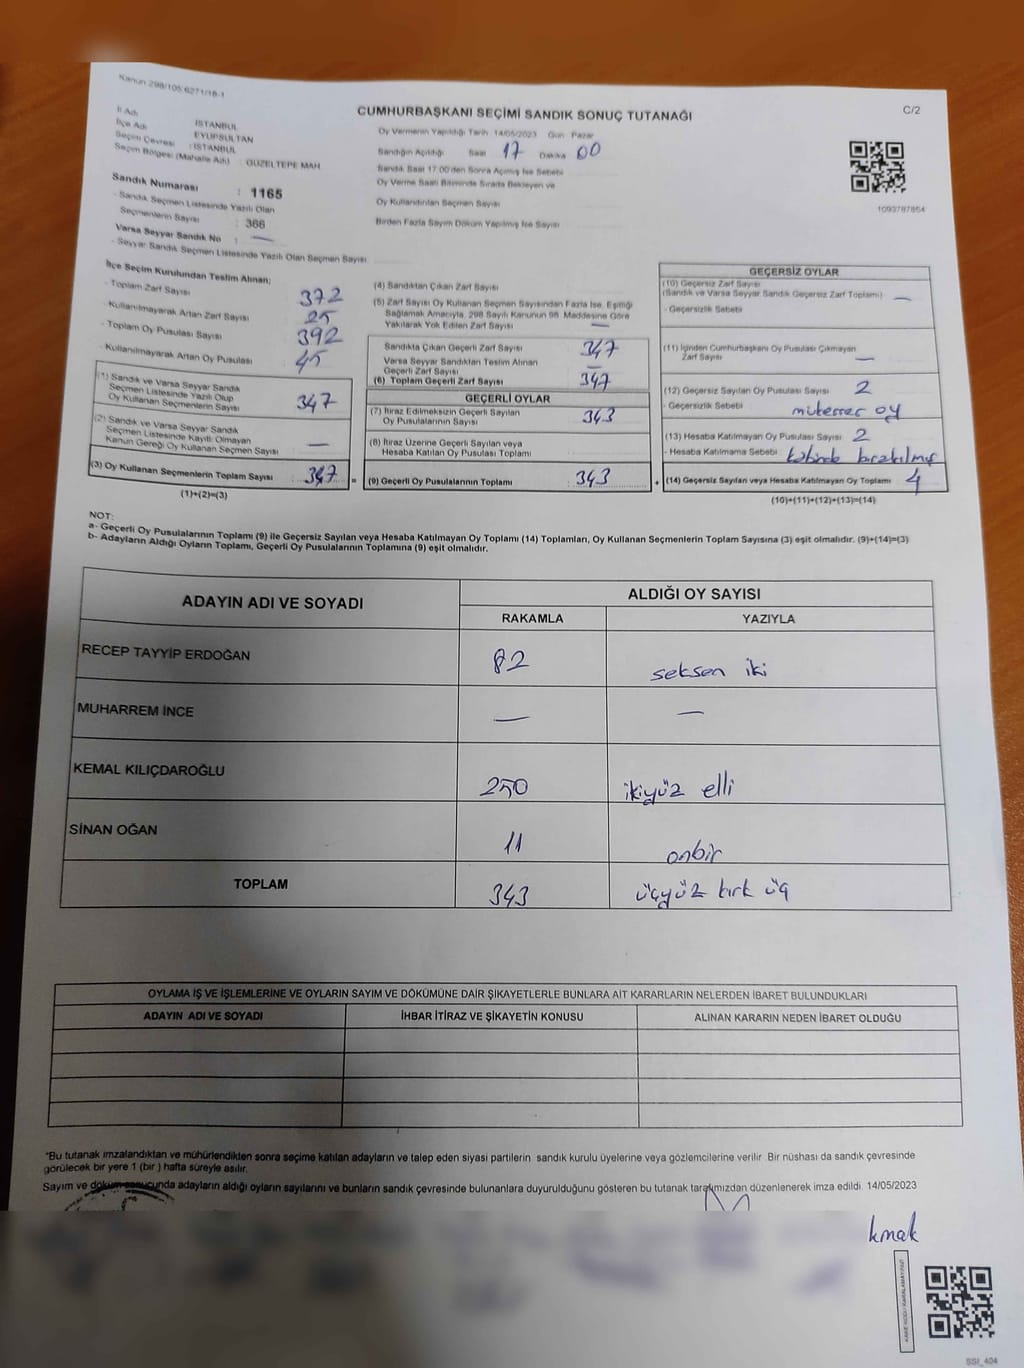 Kanun 298/105,6271/18-1
C/2
CUMHURBAŞKANI SEÇİMİ SANDIK SONUÇ TUTANAĞI
İl Adı : İSTANBUL
İlçe Adı : EYÜPSULTAN
Seçim Çevresi : İSTANBUL
Seçim Bölgesi (Mahalle Adı) : GÜZELTEPE MAH
Sandık Numarası : 1165
- Sandık Seçmen Listesinde Yazılı Olan
Seçmenlerin Sayısı : 366
Varsa Seyyar Sandık No : —
- Seyyar Sandık Seçmen Listesinde Yazılı Olan Seçmen Sayısı
Oy Vermenin Yapıldığı Tarih 14/05/2023 Gün Pazar
Sandığın Açıldığı Saat 17 Dakika 00
Sandık Saat 17:00'den Sonra Açılmış İse Sebebi
Oy Verme Saati Bitiminde Sırada Bekleyen ve
Oy Kullandırılan Seçmen Sayısı
Birden Fazla Sayım Döküm Yapılmış İse Sayısı
1093787854
İlçe Seçim Kurulundan Teslim Alınan;
- Toplam Zarf Sayısı 372
- Kullanılmayarak Artan Zarf Sayısı 25
- Toplam Oy Pusulası Sayısı 392
- Kullanılmayarak Artan Oy Pusulası 45
(1) Sandık ve Varsa Seyyar Sandık
Seçmen Listesinde Yazılı Olup
Oy Kullanan Seçmenlerin Sayısı 347
(2) Sandık ve Varsa Seyyar Sandık
Seçmen Listesinde Kayıtlı Olmayan
Kanun Gereği Oy Kullanan Seçmen Sayısı —
(3) Oy Kullanan Seçmenlerin Toplam Sayısı : 347 =
(1)+(2)=(3)
(4) Sandıktan Çıkan Zarf Sayısı
(5) Zarf Sayısı Oy Kullanan Seçmen Sayısından Fazla İse, Eşitliği
Sağlamak Amacıyla, 298 Sayılı Kanunun 98. Maddesine Göre
Yakılarak Yok Edilen Zarf Sayısı —
Sandıkta Çıkan Geçerli Zarf Sayısı 347
Varsa Seyyar Sandıktan Teslim Alınan
Geçerli Zarf Sayısı —
(6) Toplam Geçerli Zarf Sayısı 347
GEÇERLİ OYLAR
(7) İtiraz Edilmeksizin Geçerli Sayılan
Oy Pusulalarının Sayısı 343
(8) İtiraz Üzerine Geçerli Sayılan veya
Hesaba Katılan Oy Pusulası Toplamı
(9) Geçerli Oy Pusulalarının Toplamı : 343 +
GEÇERSİZ OYLAR
(10) Geçersiz Zarf Sayısı
(Sandık ve Varsa Seyyar Sandık Geçersiz Zarf Toplamı) —
- Geçersizlik Sebebi
(11) İçinden Cumhurbaşkanı Oy Pusulası Çıkmayan
Zarf Sayısı —
(12) Geçersiz Sayılan Oy Pusulası Sayısı 2
- Geçersizlik Sebebi mükerrer oy
(13) Hesaba Katılmayan Oy Pusulası Sayısı 2
- Hesaba Katılmama Sebebi kabinde bırakılmış
(14) Geçersiz Sayılan veya Hesaba Katılmayan Oy Toplamı 4
(10)+(11)+(12)+(13)=(14)
NOT:
a- Geçerli Oy Pusulalarının Toplamı (9) ile Geçersiz Sayılan veya Hesaba Katılmayan Oy Toplamı (14) Toplamları, Oy Kullanan Seçmenlerin Toplam Sayısına (3) eşit olmalıdır. (9)+(14)=(3)
b- Adayların Aldığı Oyların Toplamı, Geçerli Oy Pusulalarının Toplamına (9) eşit olmalıdır.
ADAYIN ADI VE SOYADI
ALDIĞI OY SAYISI
RAKAMLA YAZIYLA
RECEP TAYYİP ERDOĞAN 82 seksen iki
MUHARREM İNCE — —
KEMAL KILIÇDAROĞLU 250 ikiyüz elli
SİNAN OĞAN 11 onbir
TOPLAM 343 üçyüz kırk üç
OYLAMA İŞ VE İŞLEMLERİNE VE OYLARIN SAYIM VE DÖKÜMÜNE DAİR ŞİKAYETLERLE BUNLARA AİT KARARLARIN NELERDEN İBARET BULUNDUKLARI
ADAYIN ADI VE SOYADI İHBAR İTİRAZ VE ŞİKAYETİN KONUSU ALINAN KARARIN NEDEN İBARET OLDUĞU
*Bu tutanak imzalandıktan ve mühürlendikten sonra seçime katılan adayların ve talep eden siyasi partilerin sandık kurulu üyelerine veya gözlemcilerine verilir. Bir nüshası da sandık çevresinde
görülecek bir yere 1 (bir) hafta süreyle asılır.
Sayım ve döküm sonucunda adayların aldığı oyların sayılarını ve bunların sandık çevresinde bulunanlara duyurulduğunu gösteren bu tutanak tarafımızdan düzenlenerek imza edildi. 14/05/2023
SSİ_404